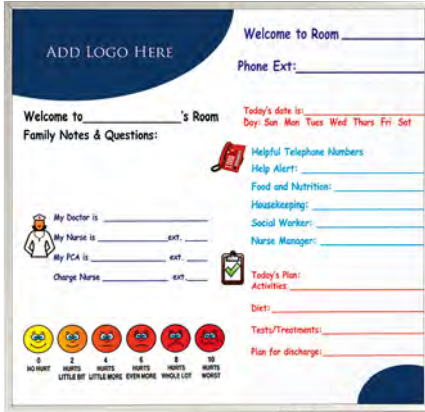 ADD LOGO HERE
Welcome to Room
Phone Ext:
Welcome to 's Room
Family Notes & Questions:
Today's date is:
Day: Sun Mon Tues Wed Thurs Fri Sat
Helpful Telephone Numbers
Help Alert:
Food and Nutrition:
Housekeeping:
Social Worker:
Nurse Manager:
My Doctor is
My Nurse is ext.
My PCA is ext.
Charge Nurse ext.
Today's Plan:
Activities:
Diet:
Tests/Treatments:
Plan for discharge:
0 2 4 6 8 10
NO HURT HURTS LITTLE BIT HURTS LITTLE MORE HURTS EVEN MORE HURTS WHOLE LOT HURTS WORST